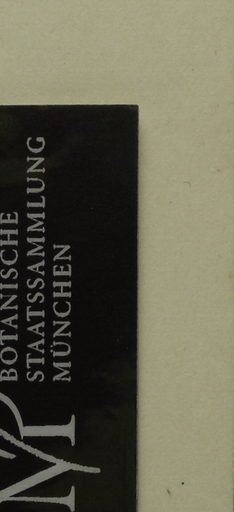 BOTANISCHE
STAATSSAMMLUNG
MÜNCHEN
M